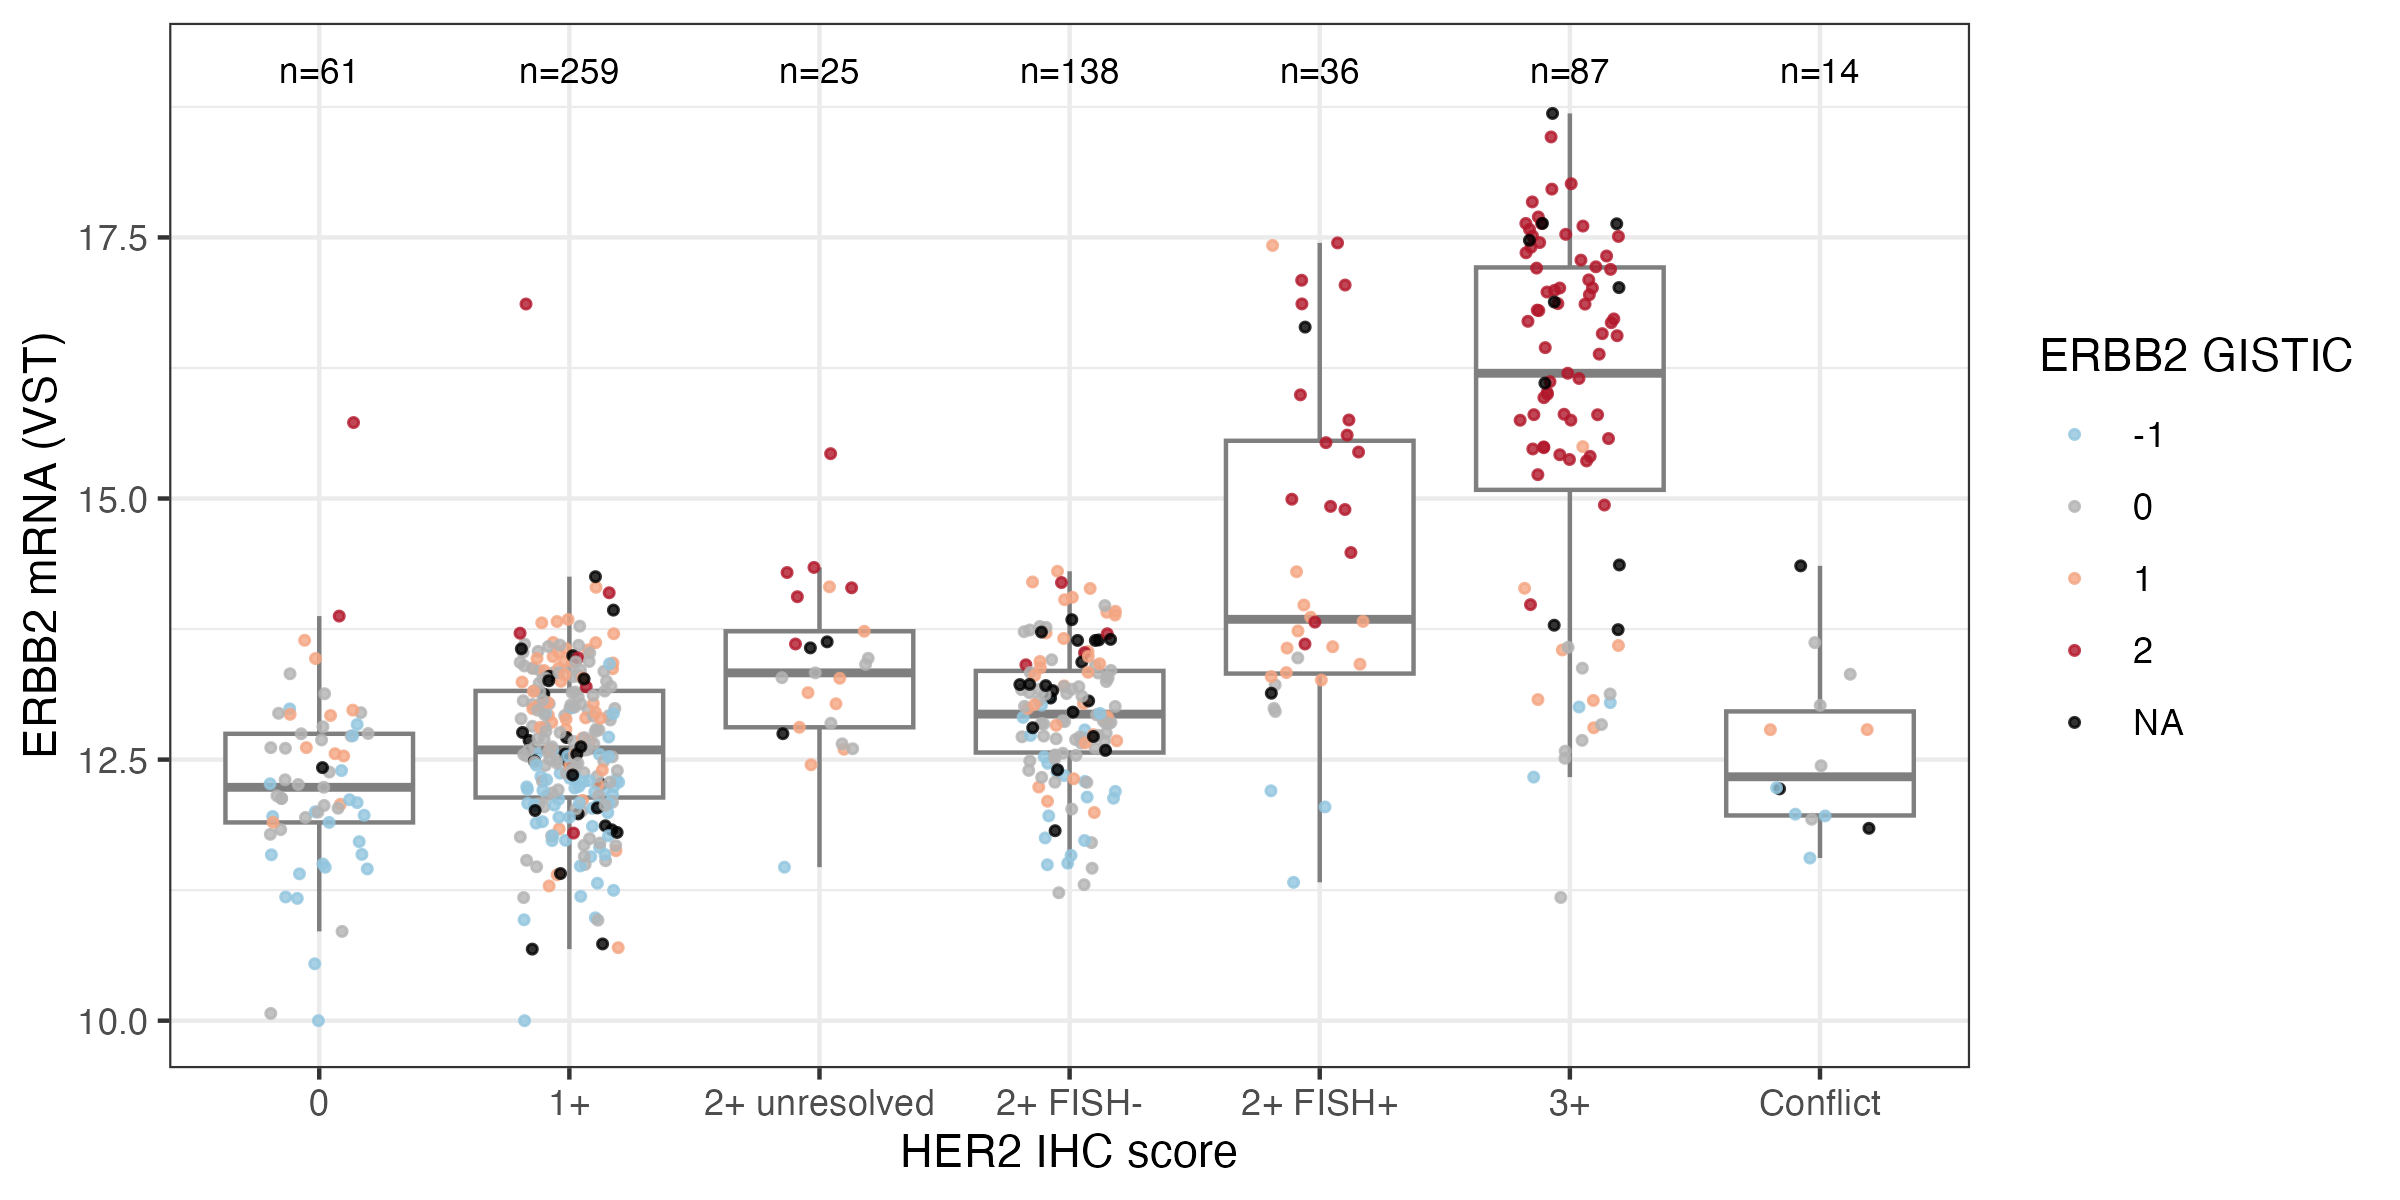 n=61 n=259 n=25 n=138 n=36 n=87 n=14
17.5
15.0
12.5
10.0
ERBB2 mRNA (VST)
0 1+ 2+ unresolved 2+ FISH- 2+ FISH+ 3+ Conflict
HER2 IHC score
ERBB2 GISTIC
-1
0
1
2
NA